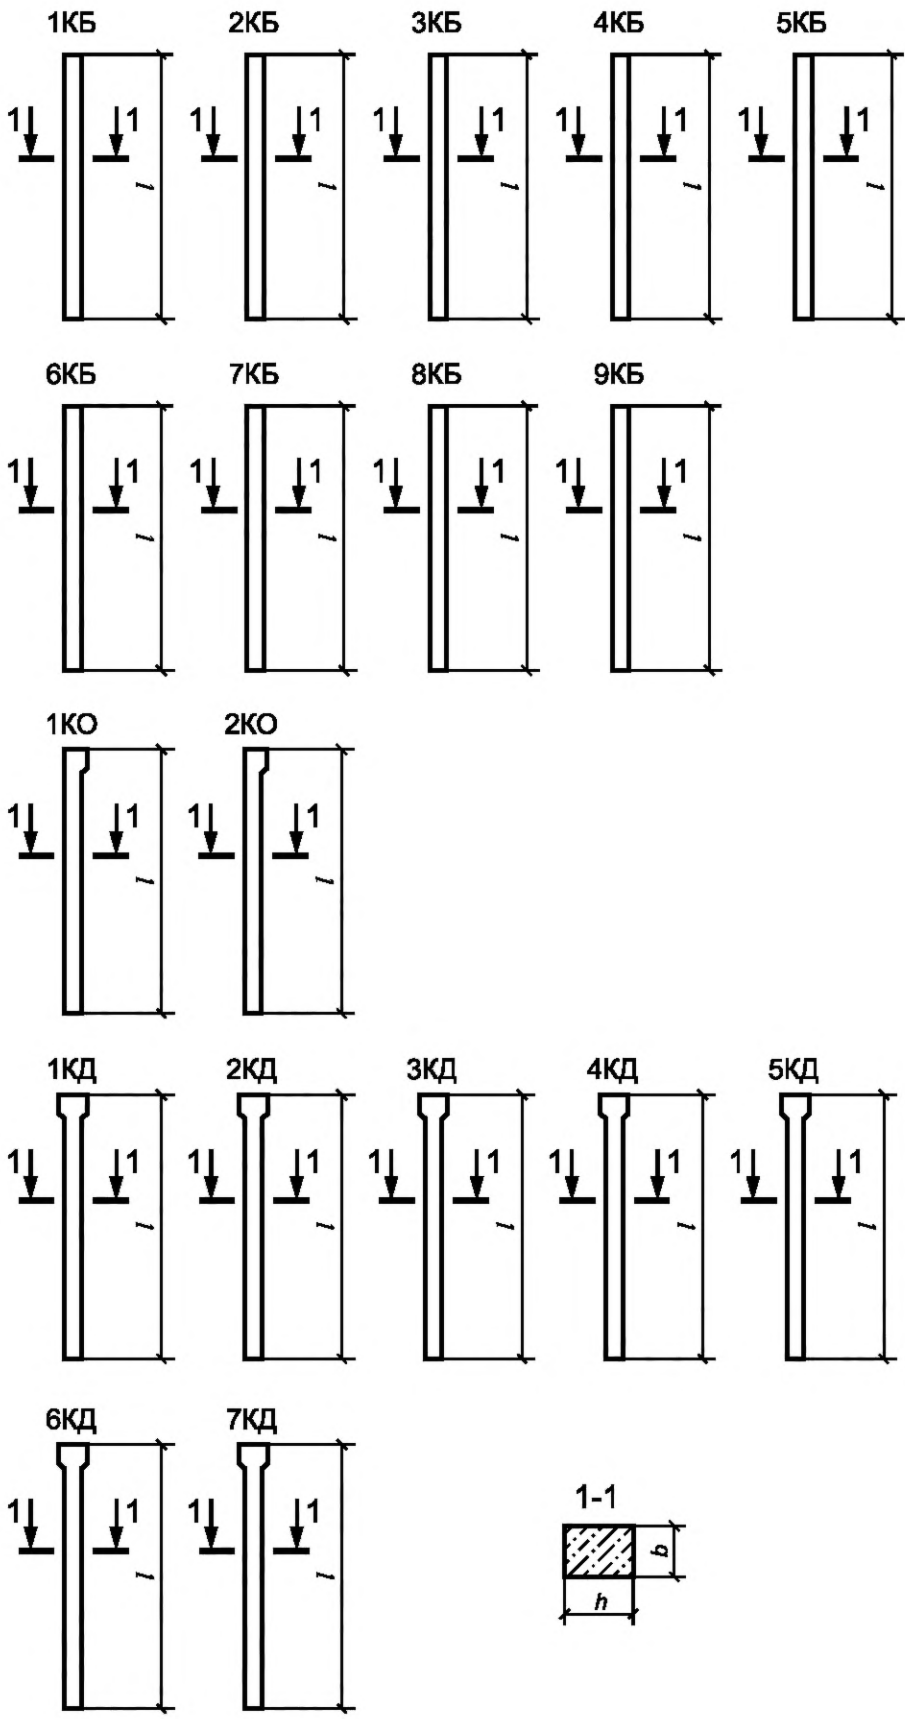 1КБ 2КБ 3КБ 4КБ 5КБ
1 1 1 1 1 1 1 1 1 1
l l l l l
6КБ 7КБ 8КБ 9КБ
1 1 1 1 1 1 1 1
l l l l
1КО 2КО
1 1 1 1
l l
1КД 2КД 3КД 4КД 5КД
1 1 1 1 1 1 1 1 1 1
l l l l l
6КД 7КД
1-1
1 1 1 1
b
l l
h